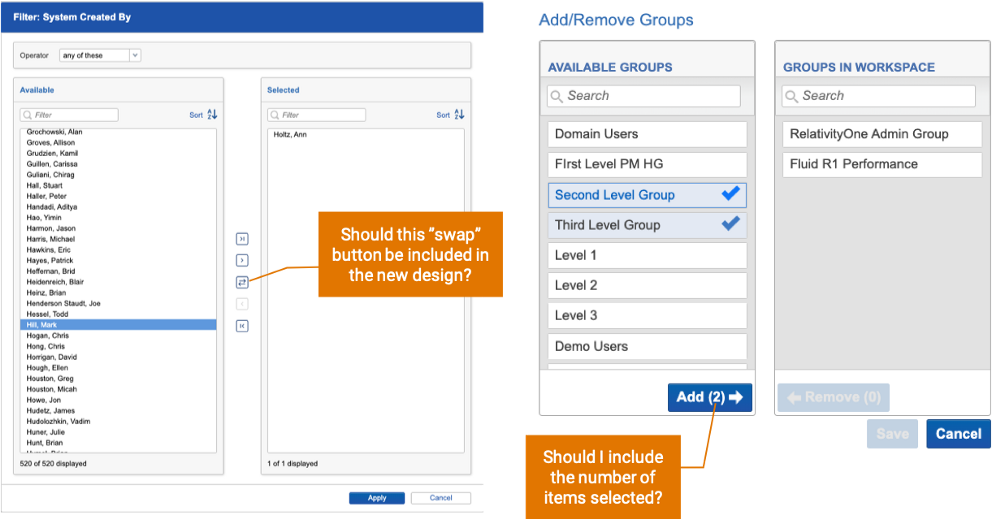 Filter: System Created By
Operator any of these
Available
Filter
Sort
Grochowski, Alan
Groves, Allison
Grudzien, Kamil
Guillen, Carissa
Guliani, Chirag
Hall, Stuart
Haller, Peter
Handadi, Aditya
Hao, Yimin
Harmon, Jason
Harris, Michael
Hawkins, Eric
Hayes, Patrick
Heffernan, Brid
Heidenreich, Blair
Heinz, Brian
Henderson Staudt, Joe
Hessel, Todd
Hill, Mark
Hogan, Chris
Hong, Chris
Horrigan, David
Hough, Ellen
Houston, Greg
Houston, Micah
Howe, Jon
Hudetz, James
Hudolozhkin, Vadim
Huner, Julie
Hunt, Brian
520 of 520 displayed
Selected
Filter
Sort
Holtz, Ann
1 of 1 displayed
Apply
Cancel
Should this "swap"
button be included in
the new design?
Add/Remove Groups
AVAILABLE GROUPS
Search
Domain Users
FIrst Level PM HG
Second Level Group
Third Level Group
Level 1
Level 2
Level 3
Demo Users
Add (2)
GROUPS IN WORKSPACE
Search
RelativityOne Admin Group
Fluid R1 Performance
Remove (0)
Save
Cancel
Should I include
the number of
items selected?